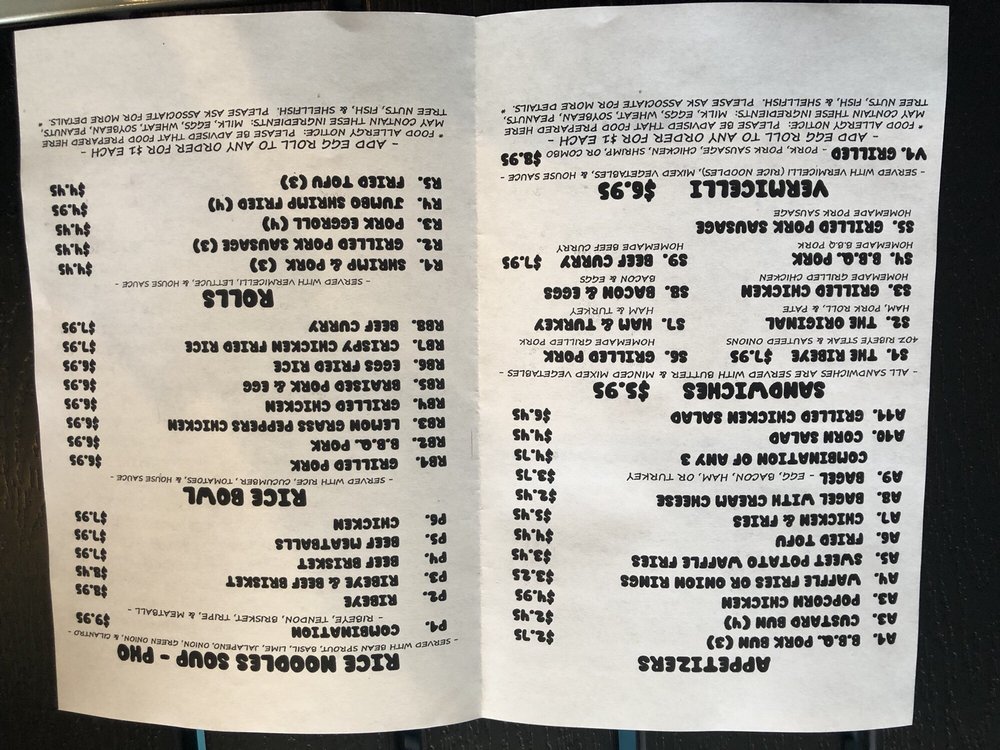 APPETIZERS
A1. B.B.Q. PORK BUN (3) $2.75
A3. CUSTARD BUN (4) $2.45
A3. POPCORN CHICKEN $4.95
A4. WAFFLE FRIES OR ONION RINGS $3.25
A5. SWEET POTATO WAFFLE FRIES $3.45
A6. FRIED TOFU $4.45
A7. CHICKEN & FRIES $5.45
A8. BAGEL WITH CREAM CHEESE $2.45
A9. BAGEL - EGG, BACON, HAM, OR TURKEY $3.75
COMBINATION OF ANY 3 $4.75
A10. CORN SALAD $4.45
A11. GRILLED CHICKEN SALAD $6.45
SANDWICHES $5.95
- ALL SANDWICHES ARE SERVED WITH BUTTER & MINCED MIXED VEGETABLES -
S1. THE RIBEYE $7.95
4OZ RIBEYE STEAK & SAUTEED ONIONS
S2. THE ORIGINAL
HAM, PORK ROLL, & PATE
S3. GRILLED CHICKEN
HOMEMADE GRILLED CHICKEN
S4. B.B.Q. PORK
HOMEMADE B.B.Q PORK
S5. GRILLED PORK SAUSAGE
HOMEMADE PORK SAUSAGE
S6. GRILLED PORK
HOMEMADE GRILLED PORK
S7. HAM & TURKEY
HAM & TURKEY
S8. BACON & EGGS
BACON & EGGS
S9. BEEF CURRY $7.95
HOMEMADE BEEF CURRY
VERMICELLI $6.95
- SERVED WITH VERMICELLI (RICE NOODLES), MIXED VEGETABLES, & HOUSE SAUCE -
V1. GRILLED - PORK, PORK SAUSAGE, CHICKEN, SHRIMP OR COMBO $8.95
- ADD EGG ROLL TO ANY ORDER FOR $1 EACH -
* FOOD ALLERGY NOTICE: PLEASE BE ADVISED THAT FOOD PREPARED HERE
MAY CONTAIN THESE INGREDIENTS: MILK, EGGS, WHEAT, SOYBEAN, PEANUTS,
TREE NUTS, FISH, & SHELLFISH. PLEASE ASK ASSOCIATE FOR MORE DETAILS. *
RICE NOODLES SOUP - PHO
- SERVED WITH BEAN SPROUT, BASIL, LIME, JALAPENO, ONION, GREEN ONION, & CILANTRO -
P1. COMBINATION $9.95
- RIBEYE, TENDON, BRISKET, TRIPE, & MEATBALL -
P2. RIBEYE $8.95
P3. RIBEYE & BEEF BRISKET $8.45
P4. BEEF BRISKET $7.95
P5. BEEF MEATBALLS $7.95
P6. CHICKEN $7.95
RICE BOWL
- SERVED WITH RICE, CUCUMBER, TOMATOES, & HOUSE SAUCE -
RB1. GRILLED PORK $6.95
RB2. B.B.Q. PORK $6.95
RB3. LEMON GRASS PEPPERS CHICKEN $6.95
RB4. GRILLED CHICKEN $6.95
RB5. BRAISED PORK & EGG $6.95
RB6. EGGS FRIED RICE $6.95
RB7. CRISPY CHICKEN FRIED RICE $7.95
RB8. BEEF CURRY $7.95
ROLLS
- SERVED WITH VERMICELLI, LETTUCE, & HOUSE SAUCE -
R1. SHRIMP & PORK (3) $4.45
R2. GRILLED PORK SAUSAGE (3) $4.45
R3. PORK EGGROLL (4) $4.45
R4. JUMBO SHRIMP FRIED (4) $4.95
R5. FRIED TOFU (3) $4.45
- ADD EGG ROLL TO ANY ORDER FOR $1 EACH -
* FOOD ALLERGY NOTICE: PLEASE BE ADVISED THAT FOOD PREPARED HERE
MAY CONTAIN THESE INGREDIENTS: MILK, EGGS, WHEAT, SOYBEAN, PEANUTS,
TREE NUTS, FISH, & SHELLFISH. PLEASE ASK ASSOCIATE FOR MORE DETAILS. *